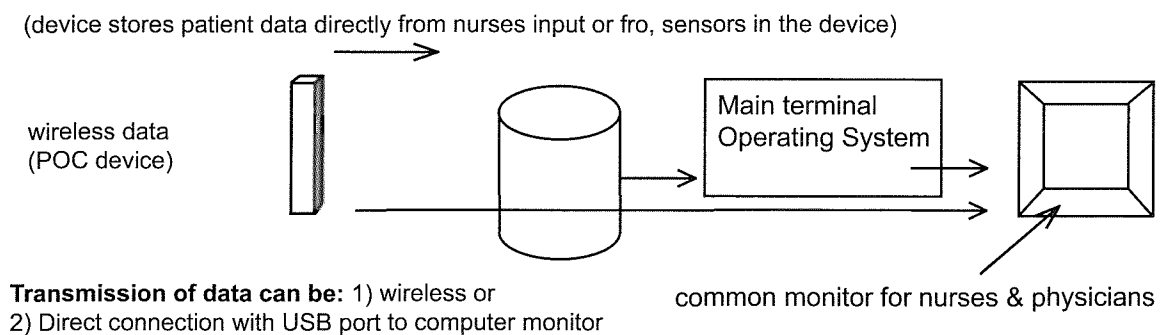 (device stores patient data directly from nurses input or fro, sensors in the device)
wireless data
(POC device)
Main terminal
Operating System
Transmission of data can be: 1) wireless or
2) Direct connection with USB port to computer monitor
common monitor for nurses & physicians